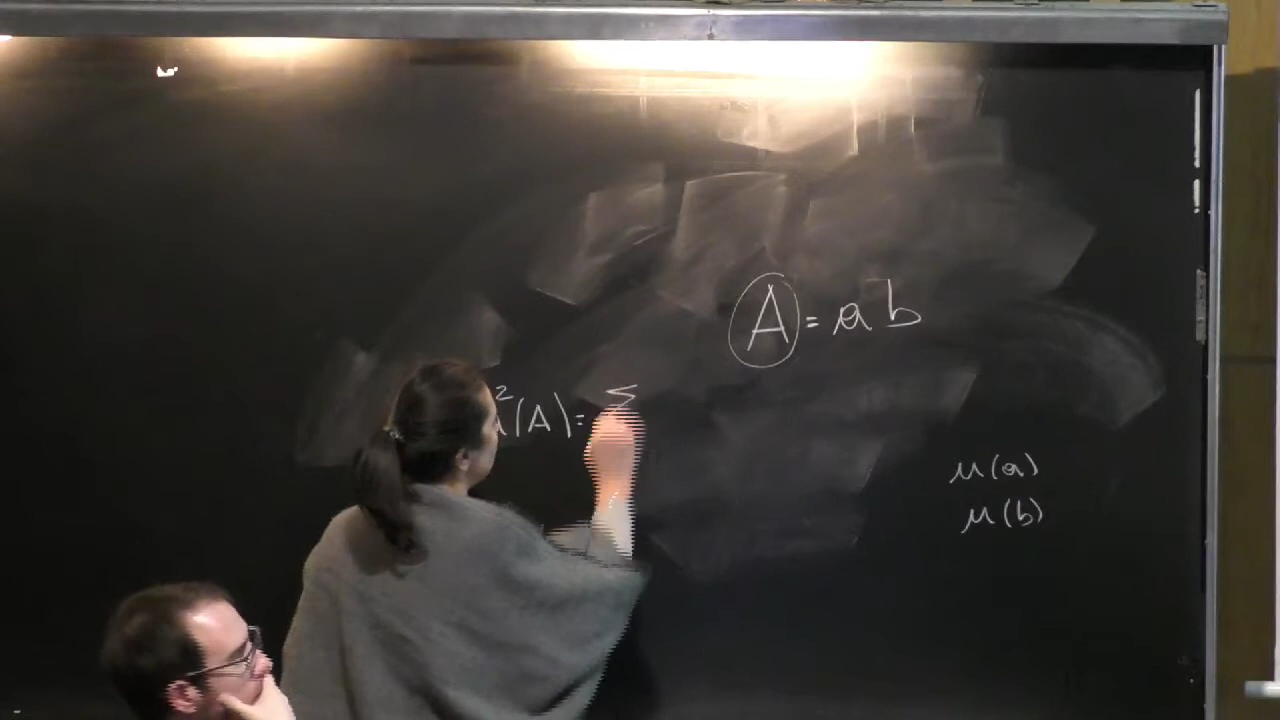 A = ab
²(A) = Σ
μ(a)
μ(b)